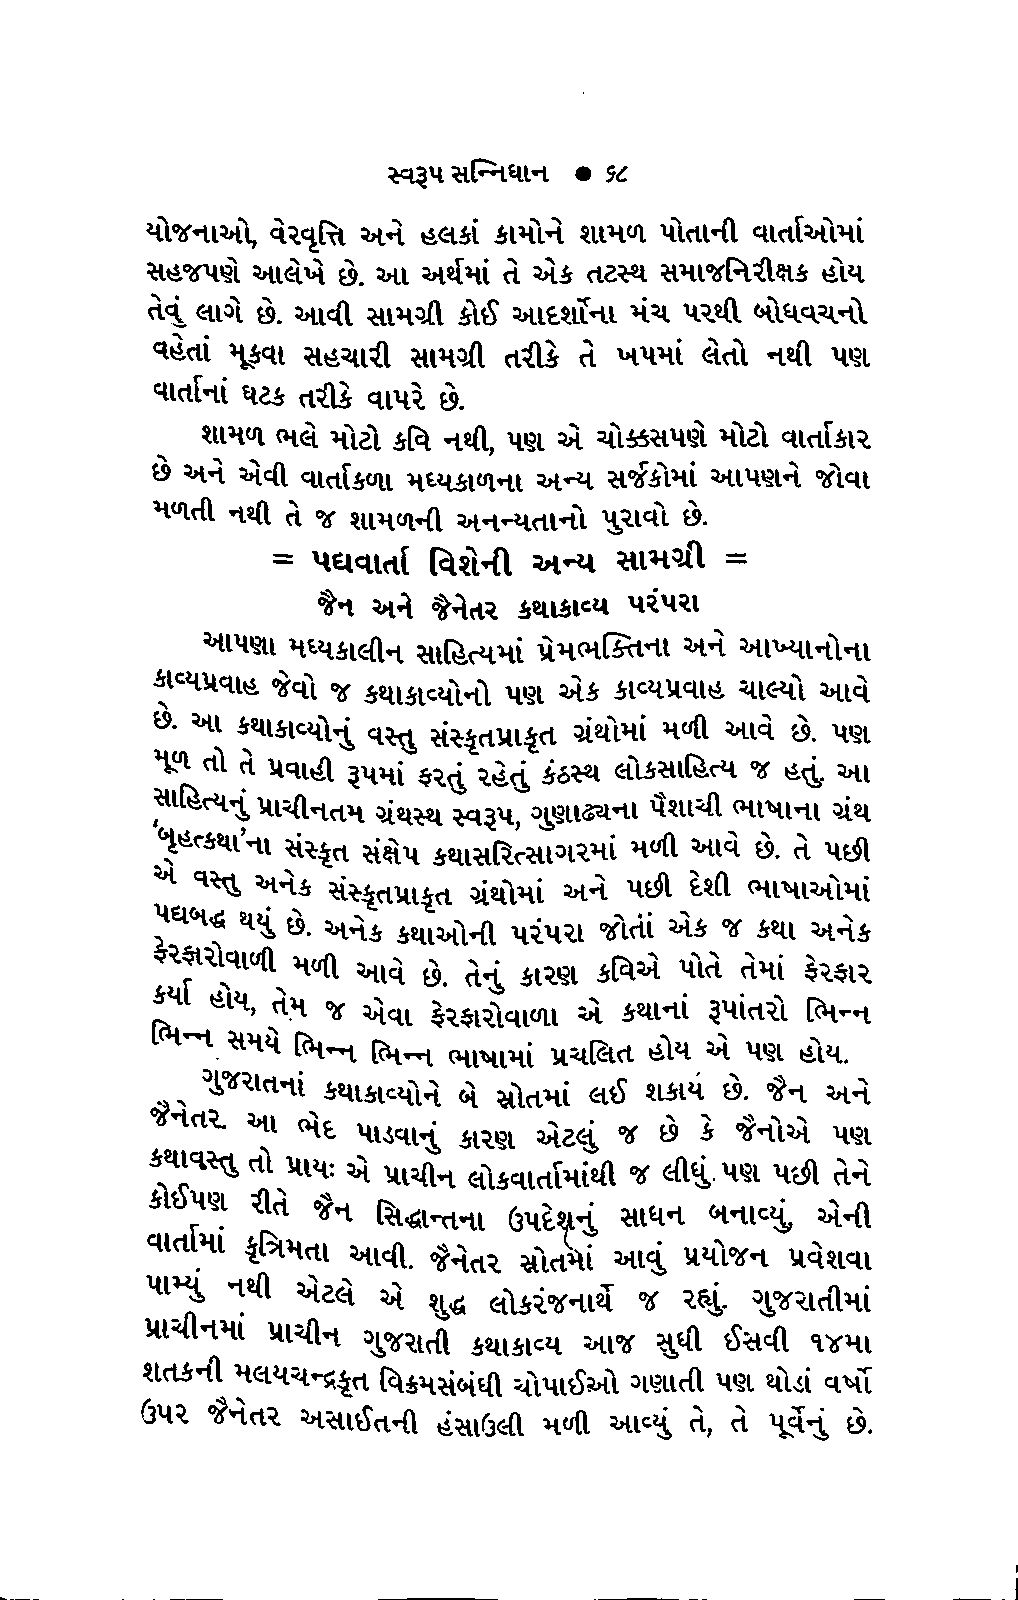 સ્વરૂપ સન્નિધાન ● ૬૮
યોજનાઓ, વેરવૃત્તિ અને હલકાં કામોને શામળ પોતાની વાર્તાઓમાં
સહજપણે આલેખે છે. આ અર્થમાં તે એક તટસ્થ સમાજનિરીક્ષક હોય
તેવું લાગે છે. આવી સામગ્રી કોઈ આદર્શોના મંચ પરથી બોધવચનો
વહેતાં મૂકવા સહચારી સામગ્રી તરીકે તે ખપમાં લેતો નથી પણ
વાર્તાનાં ઘટક તરીકે વાપરે છે.
શામળ ભલે મોટો કવિ નથી, પણ એ ચોક્કસપણે મોટો વાર્તાકાર
છે અને એવી વાર્તાકળા મધ્યકાળના અન્ય સર્જકોમાં આપણને જોવા
મળતી નથી તે જ શામળની અનન્યતાનો પુરાવો છે.
= પદ્યવાર્તા વિશેની અન્ય સામગ્રી =
જૈન અને જૈનેતર કથાકાવ્ય પરંપરા
આપણા મધ્યકાલીન સાહિત્યમાં પ્રેમભક્તિના અને આખ્યાનોના
કાવ્યપ્રવાહ જેવો જ કથાકાવ્યોનો પણ એક કાવ્યપ્રવાહ ચાલ્યો આવે
છે. આ કથાકાવ્યોનું વસ્તુ સંસ્કૃતપ્રાકૃત ગ્રંથોમાં મળી આવે છે. પણ
મૂળ તો તે પ્રવાહી રૂપમાં ફરતું રહેતું કંઠસ્થ લોકસાહિત્ય જ હતું. આ
સાહિત્યનું પ્રાચીનતમ ગ્રંથસ્થ સ્વરૂપ, ગુણાઢ્યના પૈશાચી ભાષાના ગ્રંથ
‘બૃહત્કથા’ના સંસ્કૃત સંક્ષેપ કથાસરિત્સાગરમાં મળી આવે છે. તે પછી
એ વસ્તુ અનેક સંસ્કૃતપ્રાકૃત ગ્રંથોમાં અને પછી દેશી ભાષાઓમાં
પદ્યબદ્ધ થયું છે. અનેક કથાઓની પરંપરા જોતાં એક જ કથા અનેક
ફેરફારોવાળી મળી આવે છે. તેનું કારણ કવિએ પોતે તેમાં ફેરફાર
કર્યા હોય, તેમ જ એવા ફેરફારોવાળા એ કથાનાં રૂપાંતરો ભિન્ન
ભિન્ન સમયે ભિન્ન ભિન્ન ભાષામાં પ્રચલિત હોય એ પણ હોય.
ગુજરાતનાં કથાકાવ્યોને બે સ્રોતમાં લઈ શકાય છે. જૈન અને
જૈનેતર. આ ભેદ પાડવાનું કારણ એટલું જ છે કે જૈનોએ પણ
કથાવસ્તુ તો પ્રાયઃ એ પ્રાચીન લોકવાર્તામાંથી જ લીધું. પણ પછી તેને
કોઈપણ રીતે જૈન સિદ્ધાન્તના ઉપદેશનું સાધન બનાવ્યું, એની
વાર્તામાં કૃત્રિમતા આવી. જૈનેતર સ્રોતમાં આવું પ્રયોજન પ્રવેશવા
પામ્યું નથી એટલે એ શુદ્ધ લોકરંજનાર્થે જ રહ્યું. ગુજરાતીમાં
પ્રાચીનમાં પ્રાચીન ગુજરાતી કથાકાવ્ય આજ સુધી ઈસવી ૧૪મા
શતકની મલયચન્દ્રકૃત વિક્રમસંબંધી ચોપાઈઓ ગણાતી પણ થોડાં વર્ષો
ઉપર જૈનેતર અસાઈતની હંસાઉલી મળી આવ્યું તે, તે પૂર્વેનું છે.